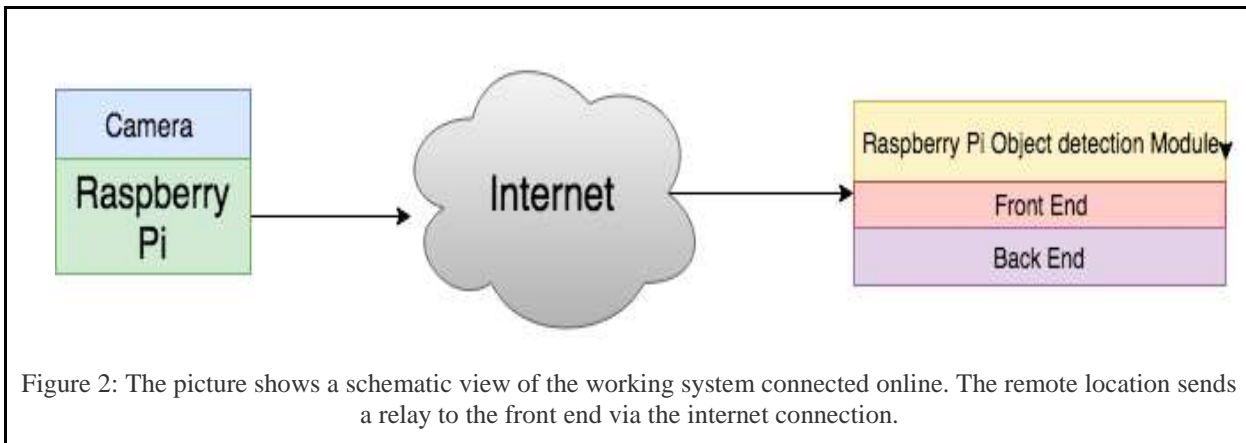 Camera
Raspberry
Pi
Internet
Raspberry Pi Object detection Module
Front End
Back End
Figure 2: The picture shows a schematic view of the working system connected online. The remote location sends
a relay to the front end via the internet connection.